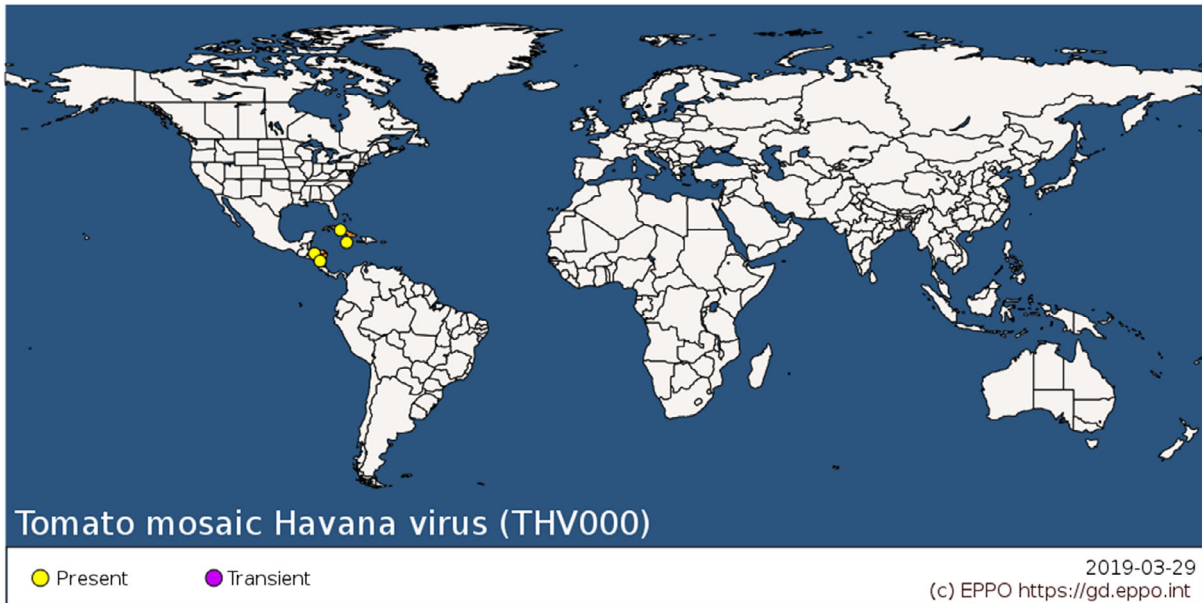 Tomato mosaic Havana virus (THV000)
Present
Transient
2019-03-29
(c) EPPO https://gd.eppo.int